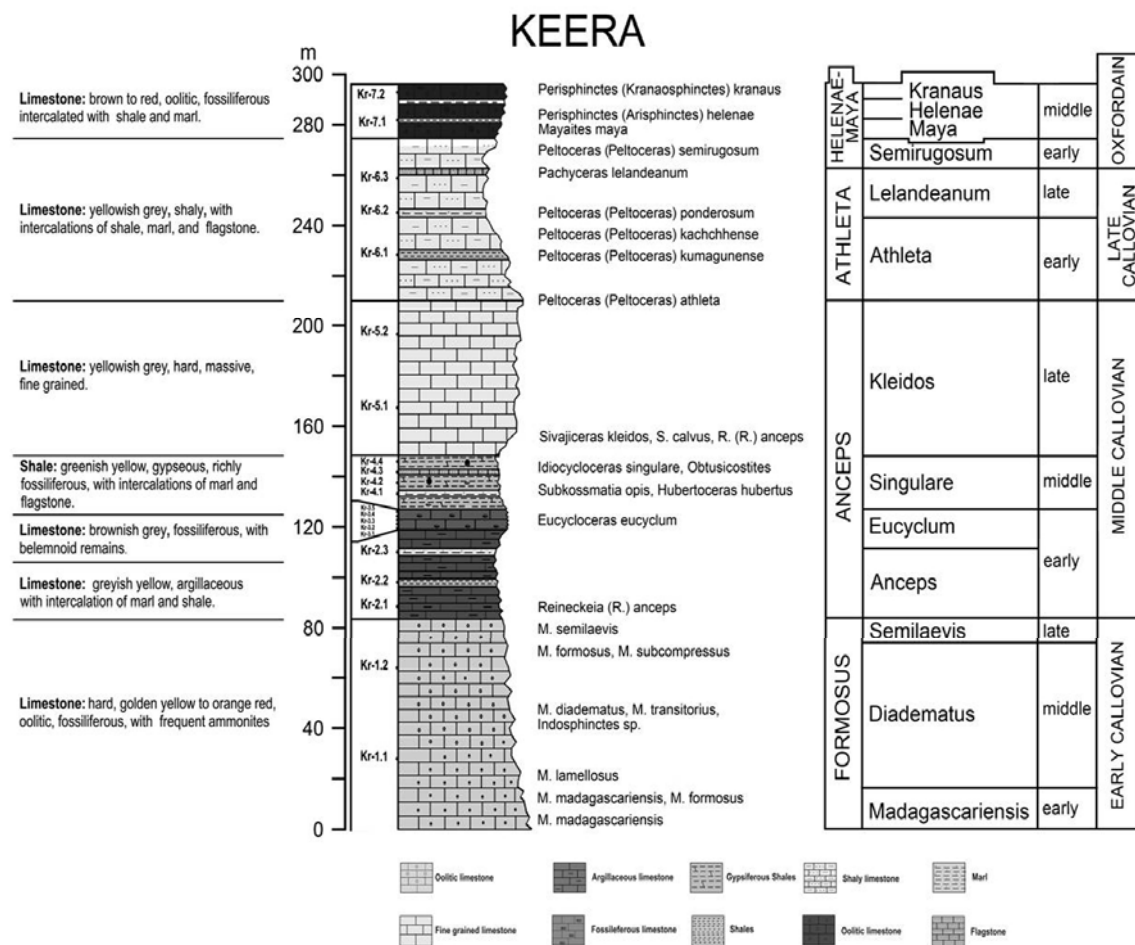 KEERA
m
300
280
240
200
160
120
80
40
0
Limestone: brown to red, oolitic, fossiliferous
intercalated with shale and marl.
Limestone: yellowish grey, shaly, with
intercalations of shale, marl, and flagstone.
Limestone: yellowish grey, hard, massive,
fine grained.
Shale: greenish yellow, gypseous, richly
fossiliferous, with intercalations of marl and
flagstone.
Limestone: brownish grey, fossiliferous, with
belemnoid remains.
Limestone: greyish yellow, argillaceous
with intercalation of marl and shale.
Limestone: hard, golden yellow to orange red,
oolitic, fossiliferous, with frequent ammonites
Kr-7.2
Kr-7.1
Kr-6.3
Kr-6.2
Kr-6.1
Kr-5.2
Kr-5.1
Kr-4.4
Kr-4.3
Kr-4.2
Kr-4.1
Kr-2.3
Kr-2.2
Kr-2.1
Kr-1.2
Kr-1.1
Perisphinctes (Kranaosphinctes) kranaus
Perisphinctes (Arisphinctes) helenae
Mayaites maya
Peltoceras (Peltoceras) semirugosum
Pachyceras lelandeanum
Peltoceras (Peltoceras) ponderosum
Peltoceras (Peltoceras) kachchhense
Peltoceras (Peltoceras) kumagunense
Peltoceras (Peltoceras) athleta
Sivajiceras kleidos, S. calvus, R. (R.) anceps
Idiocycloceras singulare, Obtusicostites
Subkossmatia opis, Hubertoceras hubertus
Eucycloceras eucyclum
Reineckeia (R.) anceps
M. semilaevis
M. formosus, M. subcompressus
M. diadematus, M. transitorius,
Indosphinctes sp.
M. lamellosus
M. madagascariensis, M. formosus
M. madagascariensis
HELENAE-
MAYA
ATHLETA
ANCEPS
FORMOSUS
Kranaus
Helenae
Maya
Semirugosum
Lelandeanum
Athleta
Kleidos
Singulare
Eucyclum
Anceps
Semilaevis
Diadematus
Madagascariensis
middle
early
late
early
late
middle
early
late
middle
early
OXFORDAIN
LATE
CALLOVIAN
MIDDLE CALLOVIAN
EARLY CALLOVIAN
Oolitic limestone
Argillaceous limestone
Gypsiferous Shales
Shaly limestone
Marl
Fine grained limestone
Fossileferous limestone
Shales
Oolitic limestone
Flagstone